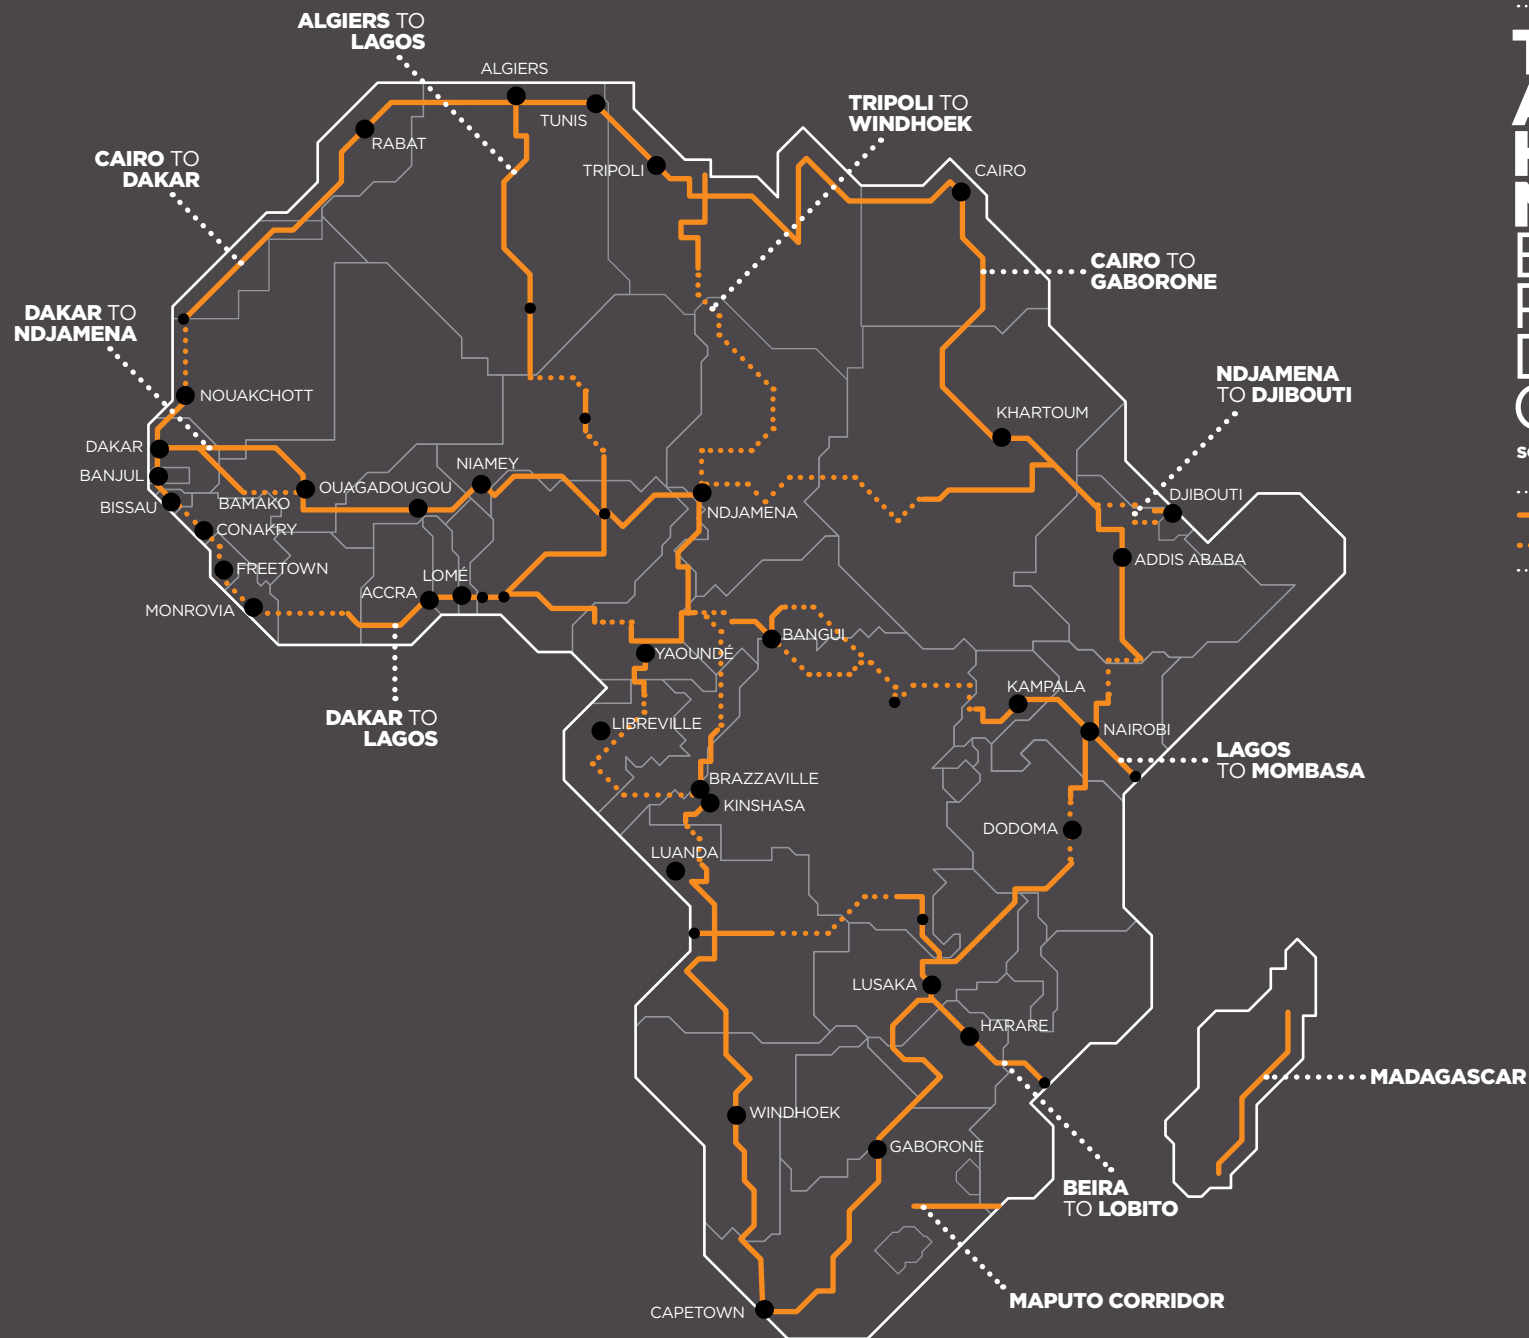 ALGIERS TO
LAGOS
ALGIERS
TUNIS
RABAT
TRIPOLI
TRIPOLI TO
WINDHOEK
CAIRO
CAIRO TO
DAKAR
CAIRO TO
GABORONE
DAKAR TO
NDJAMENA
NOUAKCHOTT
DAKAR
BANJUL
BISSAU
BAMAKO
OUAGADOUGOU
NIAMEY
NDJAMENA
KHARTOUM
NDJAMENA
TO DJIBOUTI
DJIBOUTI
ADDIS ABABA
CONAKRY
FREETOWN
MONROVIA
ACCRA
LOMÉ
DAKAR TO
LAGOS
YAOUNDÉ
BANGUI
LIBREVILLE
KAMPALA
NAIROBI
LAGOS
TO MOMBASA
BRAZZAVILLE
KINSHASA
DODOMA
LUANDA
LUSAKA
HARARE
MADAGASCAR
WINDHOEK
GABORONE
BEIRA
TO LOBITO
MAPUTO CORRIDOR
CAPETOWN